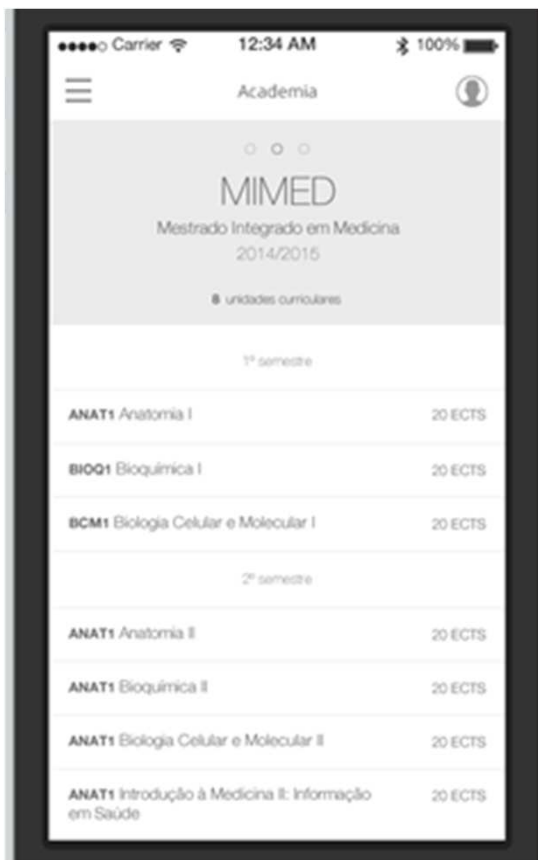 Carrier 12:34 AM 100%
Academia
MIMED
Mestrado Integrado em Medicina
2014/2015
8 unidades curriculares
1º semestre
ANAT1 Anatomia I 20 ECTS
BIOQ1 Bioquímica I 20 ECTS
BCM1 Biologia Celular e Molecular I 20 ECTS
2º semestre
ANAT1 Anatomia II 20 ECTS
ANAT1 Bioquímica II 20 ECTS
ANAT1 Biologia Celular e Molecular II 20 ECTS
ANAT1 Introdução à Medicina II: Informação 20 ECTS
em Saúde